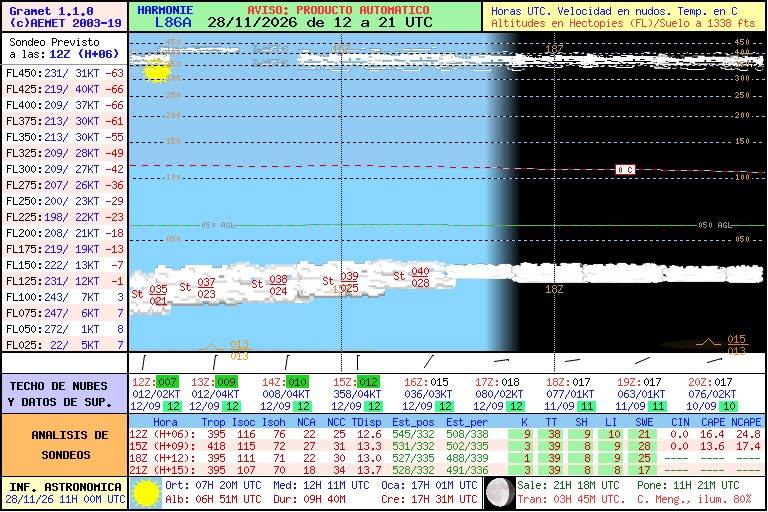 Gramet 1.1.0
(c)AEMET 2003-19
HARMONIE
L86A
AVISO: PRODUCTO AUTOMATICO
28/11/2026 de 12 a 21 UTC
Horas UTC. Velocidad en nudos. Temp. en C
Altitudes en Hectopies (FL)/Suelo a 1338 fts
Sondeo Previsto
a las: 12Z (H+06)
FL450:231/ 31KT -63
FL425:219/ 40KT -66
FL400:209/ 37KT -66
FL375:213/ 30KT -61
FL350:213/ 30KT -55
FL325:209/ 28KT -49
FL300:209/ 27KT -42
FL275:207/ 26KT -36
FL250:200/ 23KT -29
FL225:198/ 22KT -23
FL200:208/ 21KT -18
FL175:219/ 19KT -13
FL150:222/ 13KT -7
FL125:231/ 12KT -1
FL100:243/ 7KT 3
FL075:247/ 6KT 7
FL050:272/ 1KT 8
FL025: 22/ 5KT 7
450
400
350
300
250
200
150
100
050
18Z
0 C
050 AGL
050 AGL
St 035 021
St 037 023
St 038 024
St 039 025
St 040 028
18Z
013 013
015 013
TECHO DE NUBES
Y DATOS DE SUP.
12Z:007 13Z:009 14Z:010 15Z:012 16Z:015 17Z:018 18Z:017 19Z:017 20Z:017
012/02KT 012/04KT 008/04KT 358/04KT 036/03KT 080/02KT 077/01KT 063/01KT 076/02KT
12/09 12 12/09 12 12/09 12 12/09 12 12/09 12 12/09 12 11/09 11 11/09 11 10/09 10
ANALISIS DE
SONDEOS
Hora Trop Isoc Isoh NCA NCC TDisp Est_pos Est_per K TT SH LI SWE CIN CAPE NCAPE
12Z (H+06): 395 116 76 22 25 12.6 545/332 508/338 9 38 9 10 21 0.0 16.4 24.8
15Z (H+09): 418 115 72 27 31 13.3 531/335 502/335 3 39 8 9 28 0.0 13.6 17.4
18Z (H+12): 395 111 71 22 30 13.0 527/335 488/339 1 39 8 9 25 ---- ---- ----
21Z (H+15): 395 107 70 18 34 13.7 528/332 491/336 3 39 8 8 17 ---- ---- ----
INF. ASTRONOMICA
28/11/26 11H 00M UTC
Ort: 07H 20M UTC Med: 12H 11M UTC Oca: 17H 01M UTC
Alb: 06H 51M UTC Dur: 09H 40M Cre: 17H 31M UTC
Sale: 21H 18M UTC Pone: 11H 21M UTC
Tran: 03H 45M UTC. C. Meng., ilum. 80%